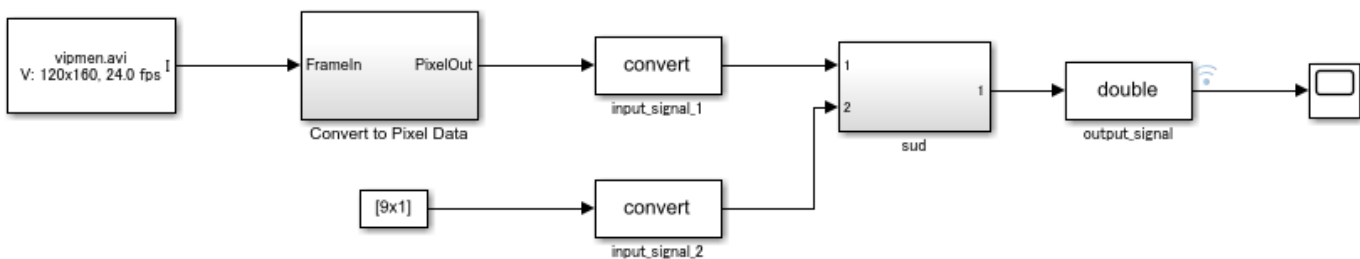 vipmen.avi
V: 120x160, 24.0 fps
I
FrameIn
PixelOut
Convert to Pixel Data
convert
input_signal_1
[9x1]
convert
input_signal_2
1
2
1
sud
double
output_signal